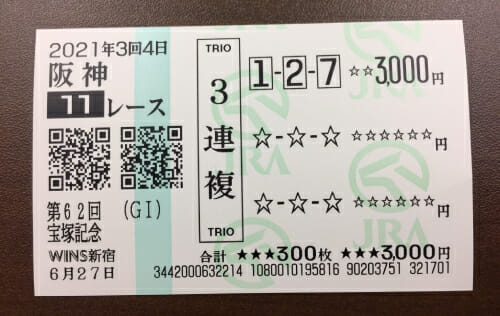 2021年3回4日
阪神
11レース
第62回 (GI)
宝塚記念
WINS新宿
6月27日
TRIO
3連複
TRIO
1-2-7 ☆☆3,000円
☆-☆-☆ ☆☆☆☆☆☆円
☆-☆-☆ ☆☆☆☆☆☆円
JRA
JRA
合計 ★★★300枚 ★★★3,000円
3442000632214 1080010195816 90203751 321701